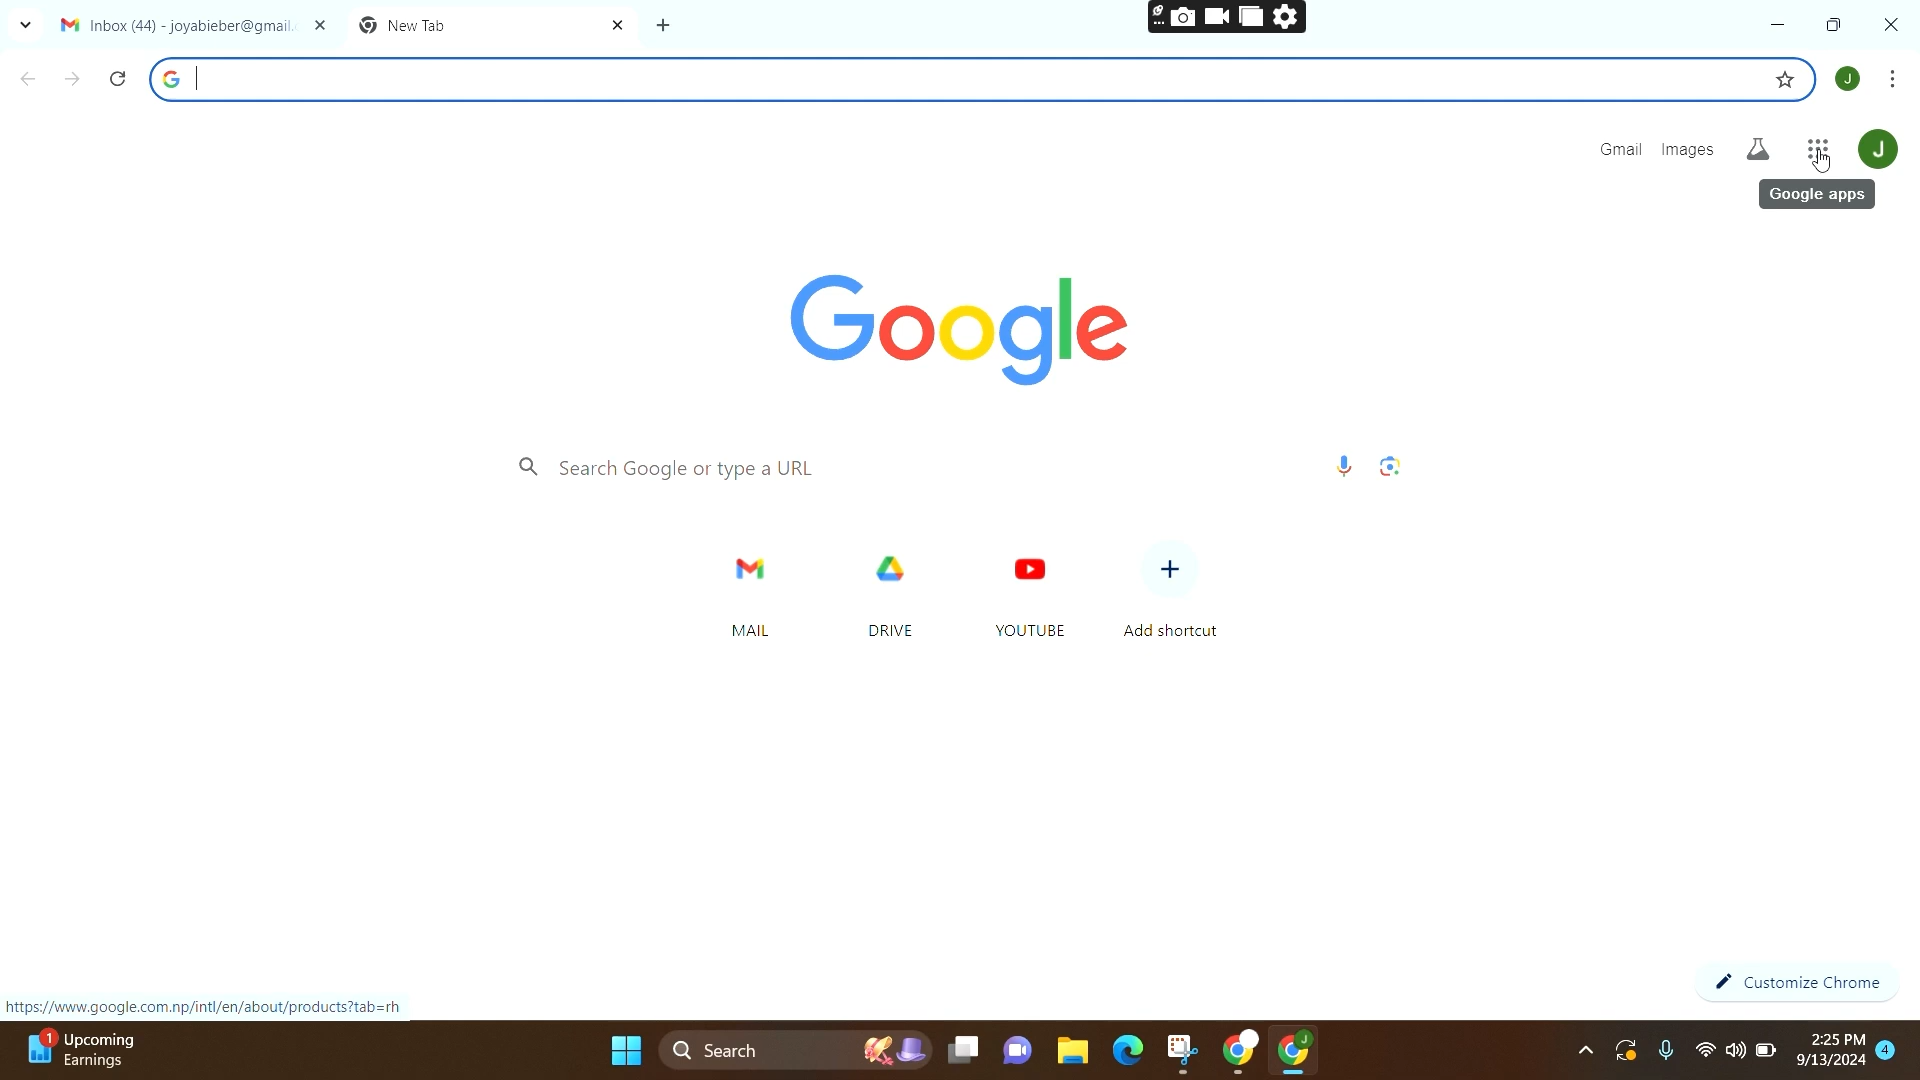 Inbox (44) - joyabieber@gmail.
New Tab
J
Gmail Images
J
Google apps
Google
Search Google or type a URL
MAIL DRIVE YOUTUBE Add shortcut
Customize Chrome
https://www.google.com.np/intl/en/about/products?tab=rh
1 Upcoming
Earnings
Search
J
2:25 PM
9/13/2024
4